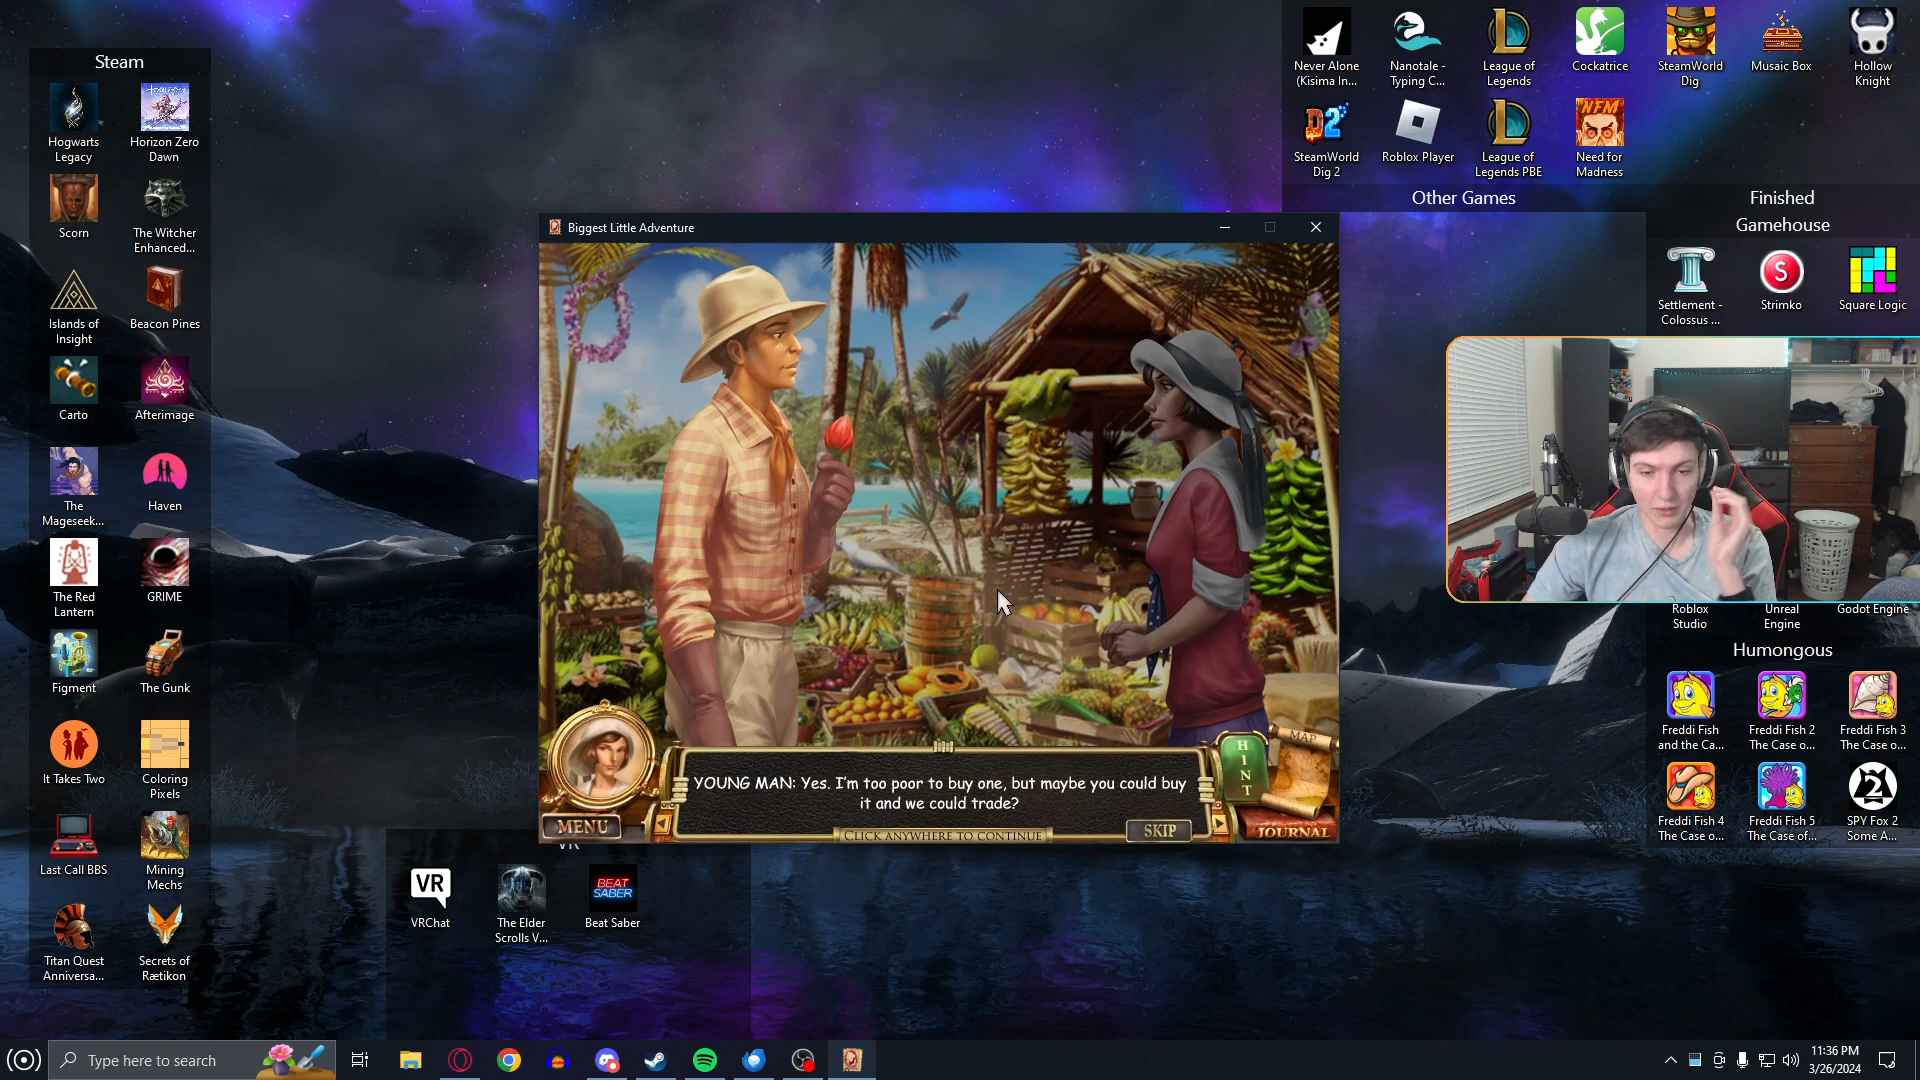 Steam
Hogwarts
Legacy
Horizon Zero
Dawn
Scorn
The Witcher
Enhanced...
Islands of
Insight
Beacon Pines
Carto
Afterimage
The
Mageseek...
Haven
The Red
Lantern
GRIME
Figment
The Gunk
It Takes Two
Coloring
Pixels
Last Call BBS
Mining
Mechs
Titan Quest
Anniversa...
Secrets of
Rætikon
Never Alone
(Kisima In...
Nanotale -
Typing C...
League of
Legends
Cockatrice
SteamWorld
Dig
Musaic Box
Hollow
Knight
D2
SteamWorld
Dig 2
Roblox Player
League of
Legends PBE
NFM
Need for
Madness
Other Games
Finished
Gamehouse
Settlement -
Colossus ...
S
Strimko
Square Logic
Roblox
Studio
Unreal
Engine
Godot Engine
Humongous
Freddi Fish
and the Ca...
Freddi Fish 2
The Case o...
Freddi Fish 3
The Case o...
Freddi Fish 4
The Case o...
Freddi Fish 5
The Case of...
2
SPY Fox 2
Some A...
Biggest Little Adventure
YOUNG MAN: Yes. I'm too poor to buy one, but maybe you could buy
it and we could trade?
CLICK ANYWHERE TO CONTINUE
SKIP
MENU
HINT
MAP
JOURNAL
VR
VR
VRChat
The Elder
Scrolls V...
BEAT
SABER
Beat Saber
Type here to search
11:36 PM
3/26/2024